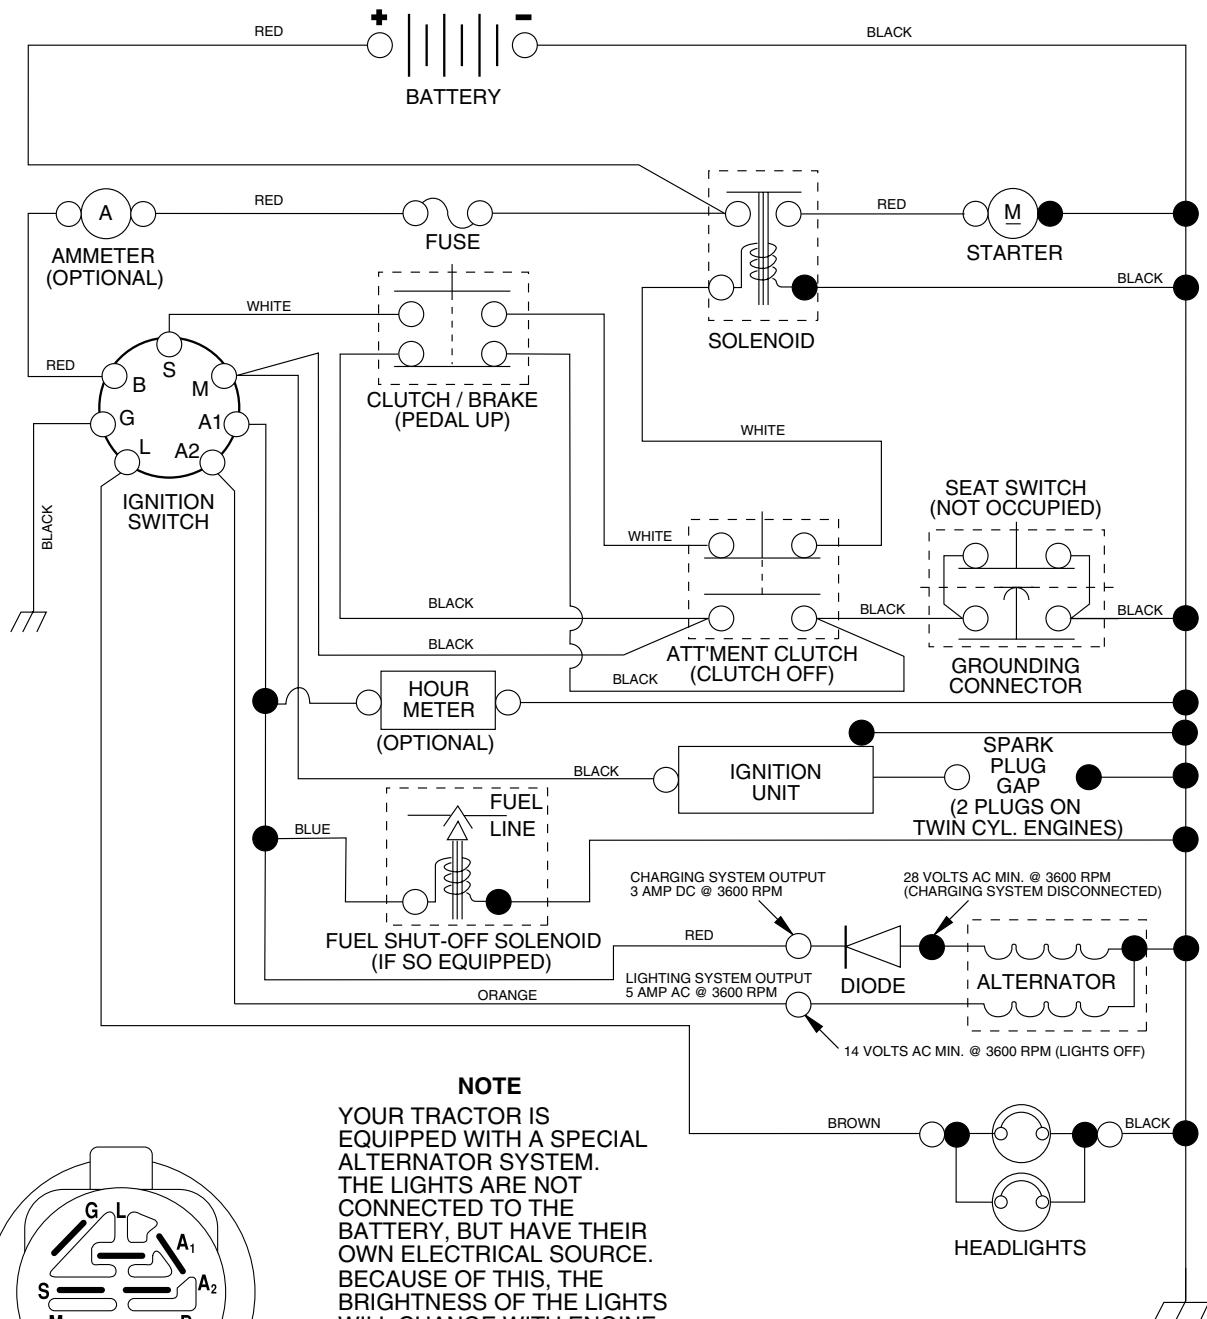 + -
RED
BLACK
BATTERY
A
RED
RED
M
FUSE
STARTER
AMMETER
(OPTIONAL)
BLACK
WHITE
SOLENOID
RED
S
B
M
CLUTCH / BRAKE
(PEDAL UP)
G
A1
WHITE
L
A2
IGNITION
SWITCH
SEAT SWITCH
(NOT OCCUPIED)
BLACK
WHITE
BLACK
BLACK
BLACK
BLACK
ATT'MENT CLUTCH
(CLUTCH OFF)
GROUNDING
CONNECTOR
BLACK
HOUR
METER
(OPTIONAL)
SPARK
PLUG
GAP
(2 PLUGS ON
TWIN CYL. ENGINES)
BLACK
IGNITION
UNIT
FUEL
LINE
BLUE
CHARGING SYSTEM OUTPUT
3 AMP DC @ 3600 RPM
28 VOLTS AC MIN. @ 3600 RPM
(CHARGING SYSTEM DISCONNECTED)
FUEL SHUT-OFF SOLENOID
(IF SO EQUIPPED)
RED
LIGHTING SYSTEM OUTPUT
5 AMP AC @ 3600 RPM
DIODE
ALTERNATOR
ORANGE
14 VOLTS AC MIN. @ 3600 RPM (LIGHTS OFF)
NOTE
YOUR TRACTOR IS
EQUIPPED WITH A SPECIAL
ALTERNATOR SYSTEM.
THE LIGHTS ARE NOT
CONNECTED TO THE
BATTERY, BUT HAVE THEIR
OWN ELECTRICAL SOURCE.
BECAUSE OF THIS, THE
BRIGHTNESS OF THE LIGHTS
WILL CHANGE WITH ENGINE
BROWN
BLACK
HEADLIGHTS
G L
A1
A2
S
M
B